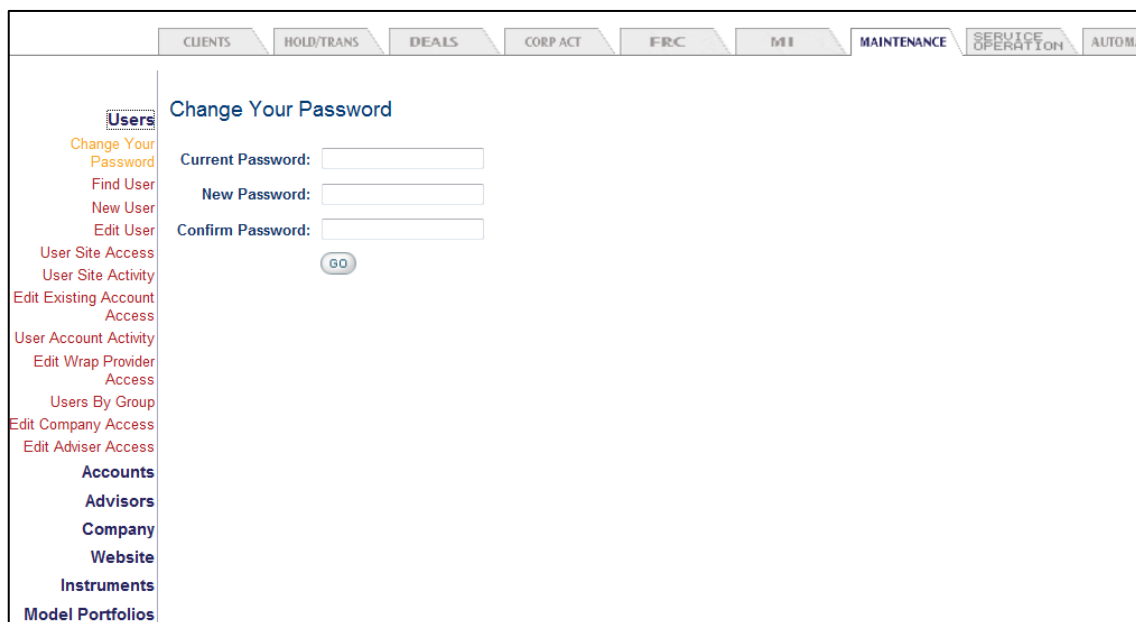 CLIENTS HOLD/TRANS DEALS CORP ACT FRC MI MAINTENANCE SERVICE OPERATION
Users
Change Your
Password
Find User
New User
Edit User
User Site Access
User Site Activity
Edit Existing Account
Access
User Account Activity
Edit Wrap Provider
Access
Users By Group
Edit Company Access
Edit Adviser Access
Accounts
Advisors
Company
Website
Instruments
Model Portfolios
Change Your Password
Current Password:
New Password:
Confirm Password:
GO